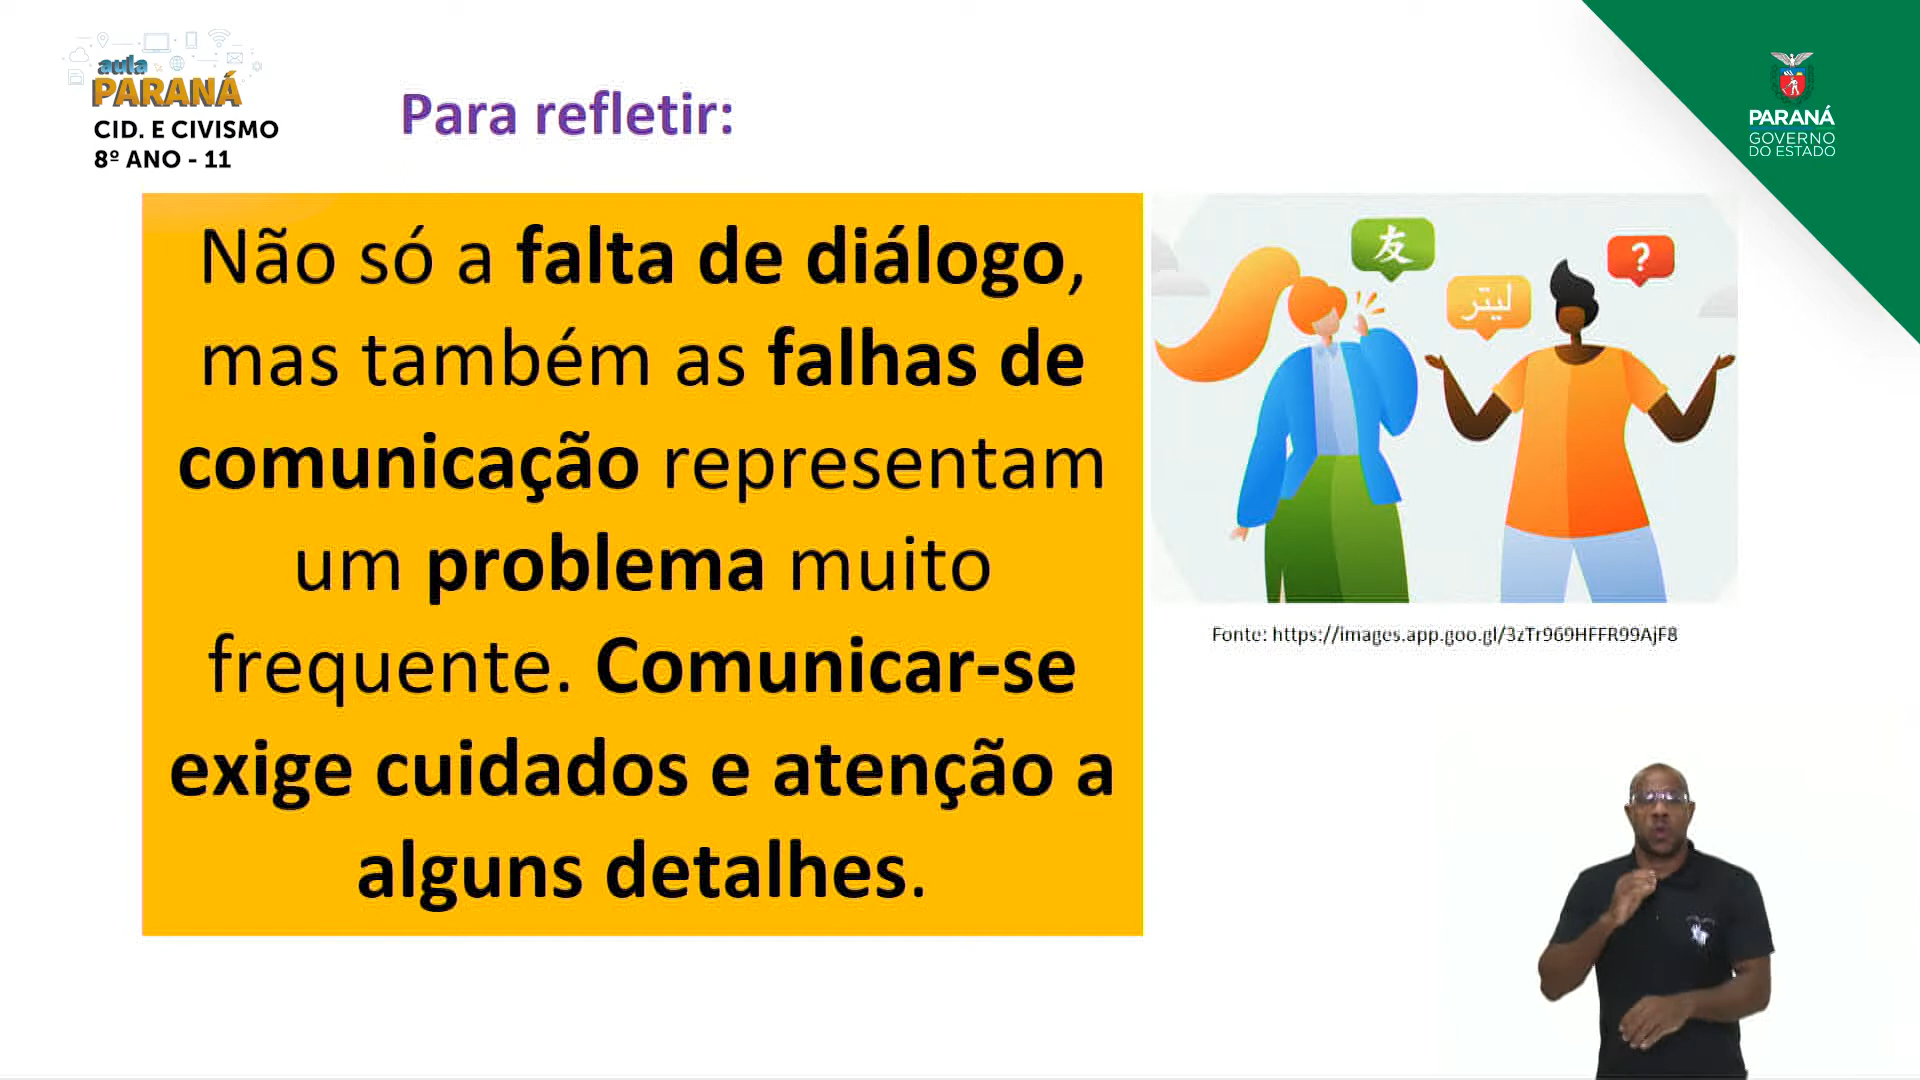 aula
PARANÁ
CID. E CIVISMO
8º ANO - 11
Para refletir:
PARANÁ
GOVERNO
DO ESTADO
Não só a falta de diálogo,
mas também as falhas de
comunicação representam
um problema muito
frequente. Comunicar-se
exige cuidados e atenção a
alguns detalhes.
友
ليتر
?
Fonte: https://images.app.goo.gl/3zTr969HFFR99AjF8